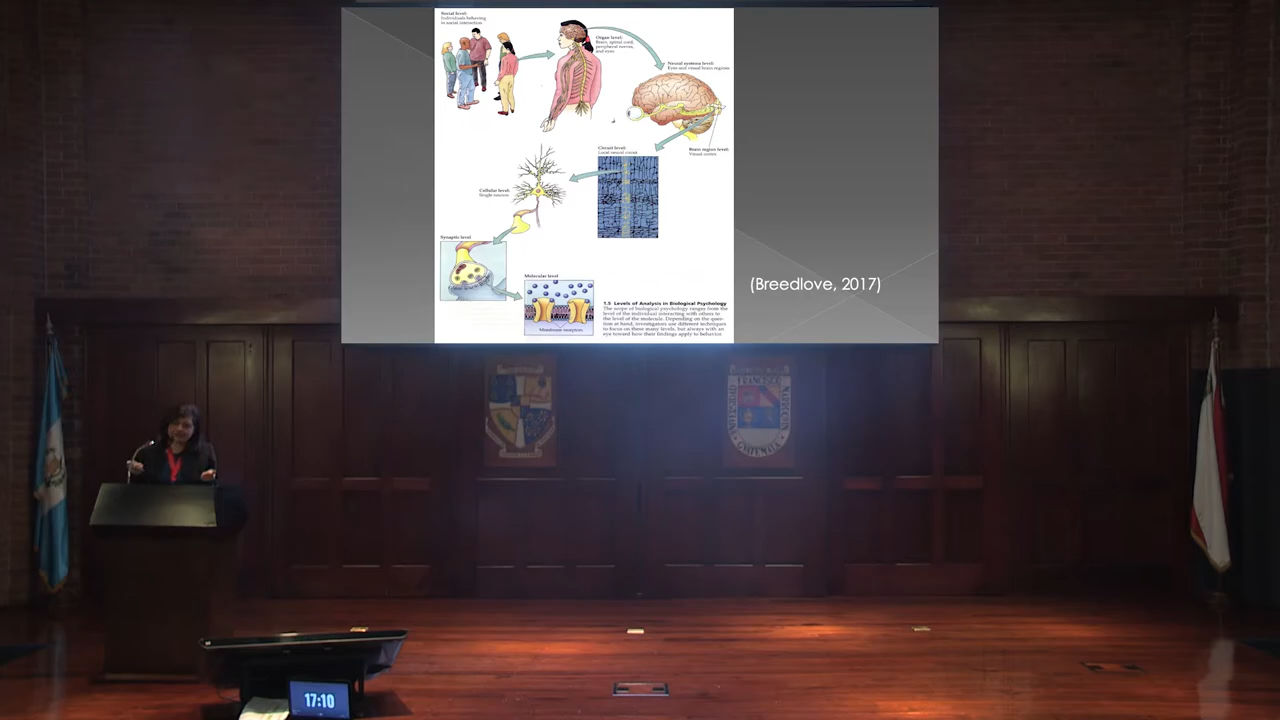 Social level:
Individuals behaving
in social interaction
Organ level:
Brain, spinal cord,
peripheral nerves,
and eyes
Neural systems level:
Eyes and visual brain regions
Brain region level:
Visual cortex
Circuit level:
Local neural circuit
Cellular level:
Single neuron
Synaptic level
Molecular level
Membrane receptors
1.5 Levels of Analysis in Biological Psychology
The scope of biological psychology ranges from the
level of the individual interacting with others to
the level of the molecule. Depending on the ques-
tion at hand, investigators use different techniques
to focus on these many levels, but always with an
eye toward how their findings apply to behavior.
(Breedlove, 2017)
FRANCISCO
MARROQUIN
GUATEMALA
17:10